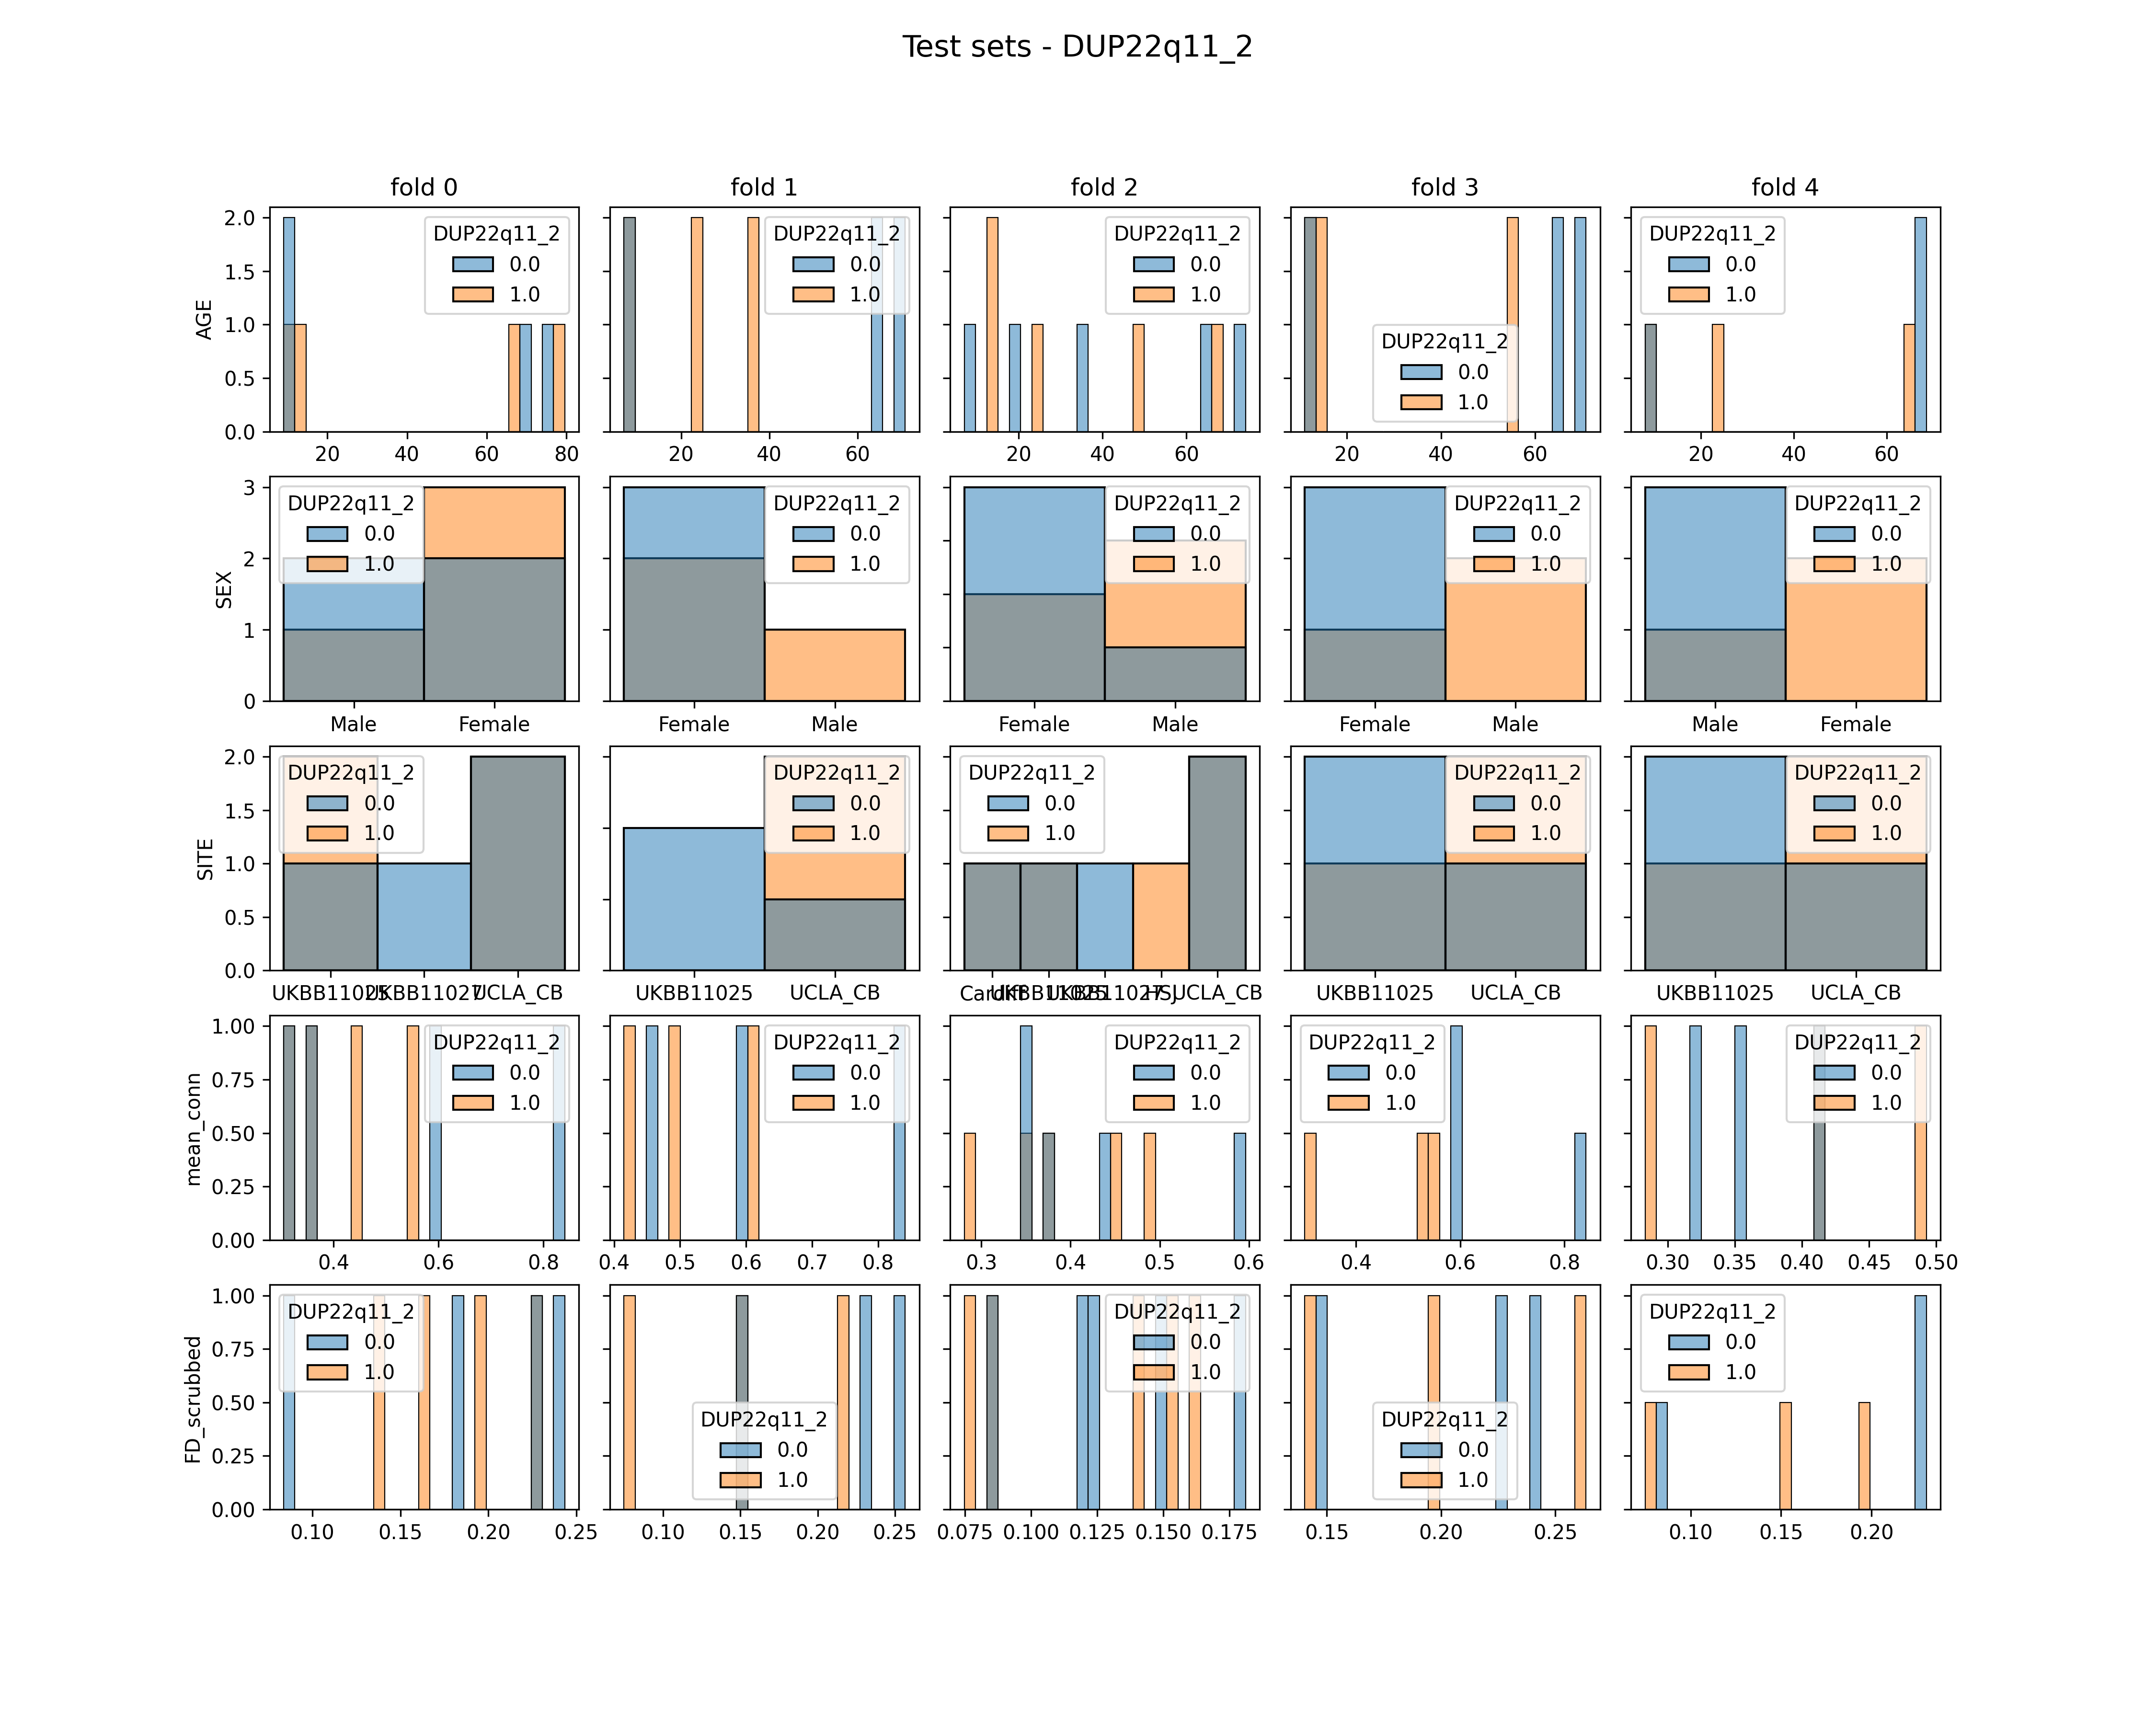 Test sets - DUP22q11_2
fold 0 fold 1 fold 2 fold 3 fold 4
AGE
2.0
1.5
1.0
0.5
0.0
DUP22q11_2
0.0
1.0
DUP22q11_2
0.0
1.0
DUP22q11_2
0.0
1.0
DUP22q11_2
0.0
1.0
DUP22q11_2
0.0
1.0
20 40 60 80
20 40 60
20 40 60
20 40 60
20 40 60
SEX
3
2
1
0
DUP22q11_2
0.0
1.0
DUP22q11_2
0.0
1.0
DUP22q11_2
0.0
1.0
DUP22q11_2
0.0
1.0
DUP22q11_2
0.0
1.0
Male Female
Female Male
Female Male
Female Male
Male Female
SITE
2.0
1.5
1.0
0.5
0.0
DUP22q11_2
0.0
1.0
DUP22q11_2
0.0
1.0
DUP22q11_2
0.0
1.0
DUP22q11_2
0.0
1.0
DUP22q11_2
0.0
1.0
UKBB11025 UKBB11027 UCLA_CB
UKBB11025 UCLA_CB
Cardiff UKBB11025 UKBB11027 HSJ UCLA_CB
UKBB11025 UCLA_CB
UKBB11025 UCLA_CB
mean_conn
1.00
0.75
0.50
0.25
0.00
DUP22q11_2
0.0
1.0
DUP22q11_2
0.0
1.0
DUP22q11_2
0.0
1.0
DUP22q11_2
0.0
1.0
DUP22q11_2
0.0
1.0
0.4 0.6 0.8
0.4 0.5 0.6 0.7 0.8
0.3 0.4 0.5 0.6
0.4 0.6 0.8
0.30 0.35 0.40 0.45 0.50
FD_scrubbed
1.00
0.75
0.50
0.25
0.00
DUP22q11_2
0.0
1.0
DUP22q11_2
0.0
1.0
DUP22q11_2
0.0
1.0
DUP22q11_2
0.0
1.0
DUP22q11_2
0.0
1.0
0.10 0.15 0.20 0.25
0.10 0.15 0.20 0.25
0.075 0.100 0.125 0.150 0.175
0.15 0.20 0.25
0.10 0.15 0.20